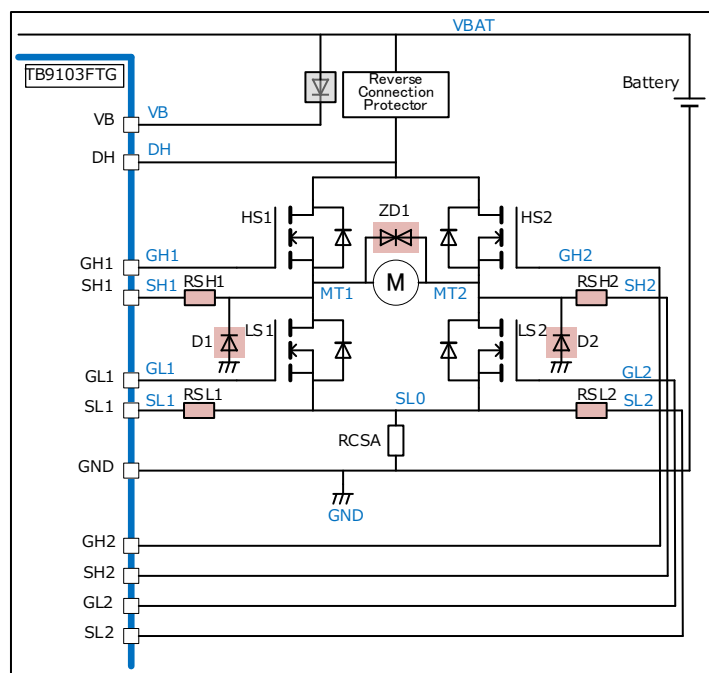 VBAT
TB9103FTG
Reverse
Connection
Protector
Battery
VB
VB
DH
DH
HS1
ZD1
HS2
GH1
GH1
GH2
SH1
SH1
RSH1
MT1
M
MT2
RSH2
SH2
D1
LS1
LS2
D2
GL1
GL1
GL2
SL1
SL1
RSL1
SL0
RSL2
SL2
RCSA
GND
GND
GH2
SH2
GL2
SL2